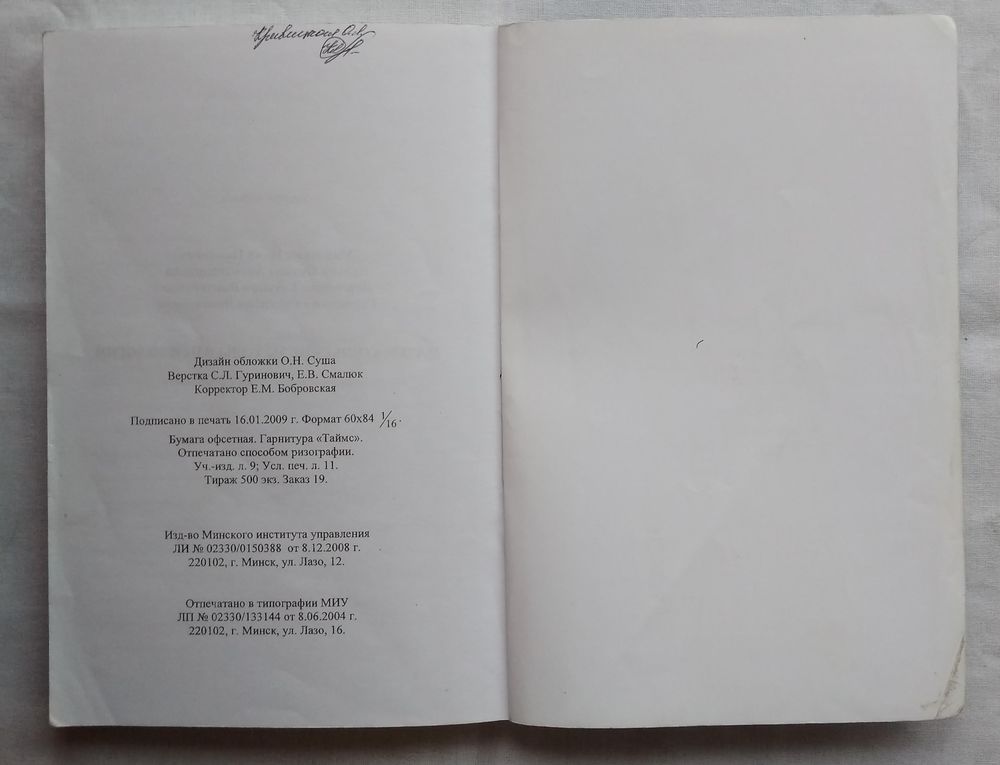 Дизайн обложки О.Н. Суша
Верстка С.Л. Гуринович, Е.В. Смалюк
Корректор Е.М. Бобровская
Подписано в печать 16.01.2009 г. Формат 60х84 1/16.
Бумага офсетная. Гарнитура «Таймс».
Отпечатано способом ризографии.
Уч.-изд. л. 9; Усл. печ. л. 11.
Тираж 500 экз. Заказ 19.
Изд-во Минского института управления
ЛИ № 02330/0150388 от 8.12.2008 г.
220102, г. Минск, ул. Лазо, 12.
Отпечатано в типографии МИУ
ЛП № 02330/133144 от 8.06.2004 г.
220102, г. Минск, ул. Лазо, 16.